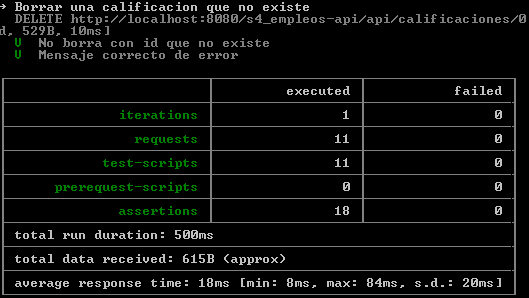 → Borrar una calificacion que no existe
DELETE http://localhost:8080/s4_empleos-api/api/calificaciones/0
d, 529B, 10ms]
V No borra con id que no existe
V Mensaje correcto de error
executed failed
iterations 1 0
requests 11 0
test-scripts 11 0
prerequest-scripts 0 0
assertions 18 0
total run duration: 500ms
total data received: 615B (approx)
average response time: 18ms [min: 8ms, max: 84ms, s.d.: 20ms]